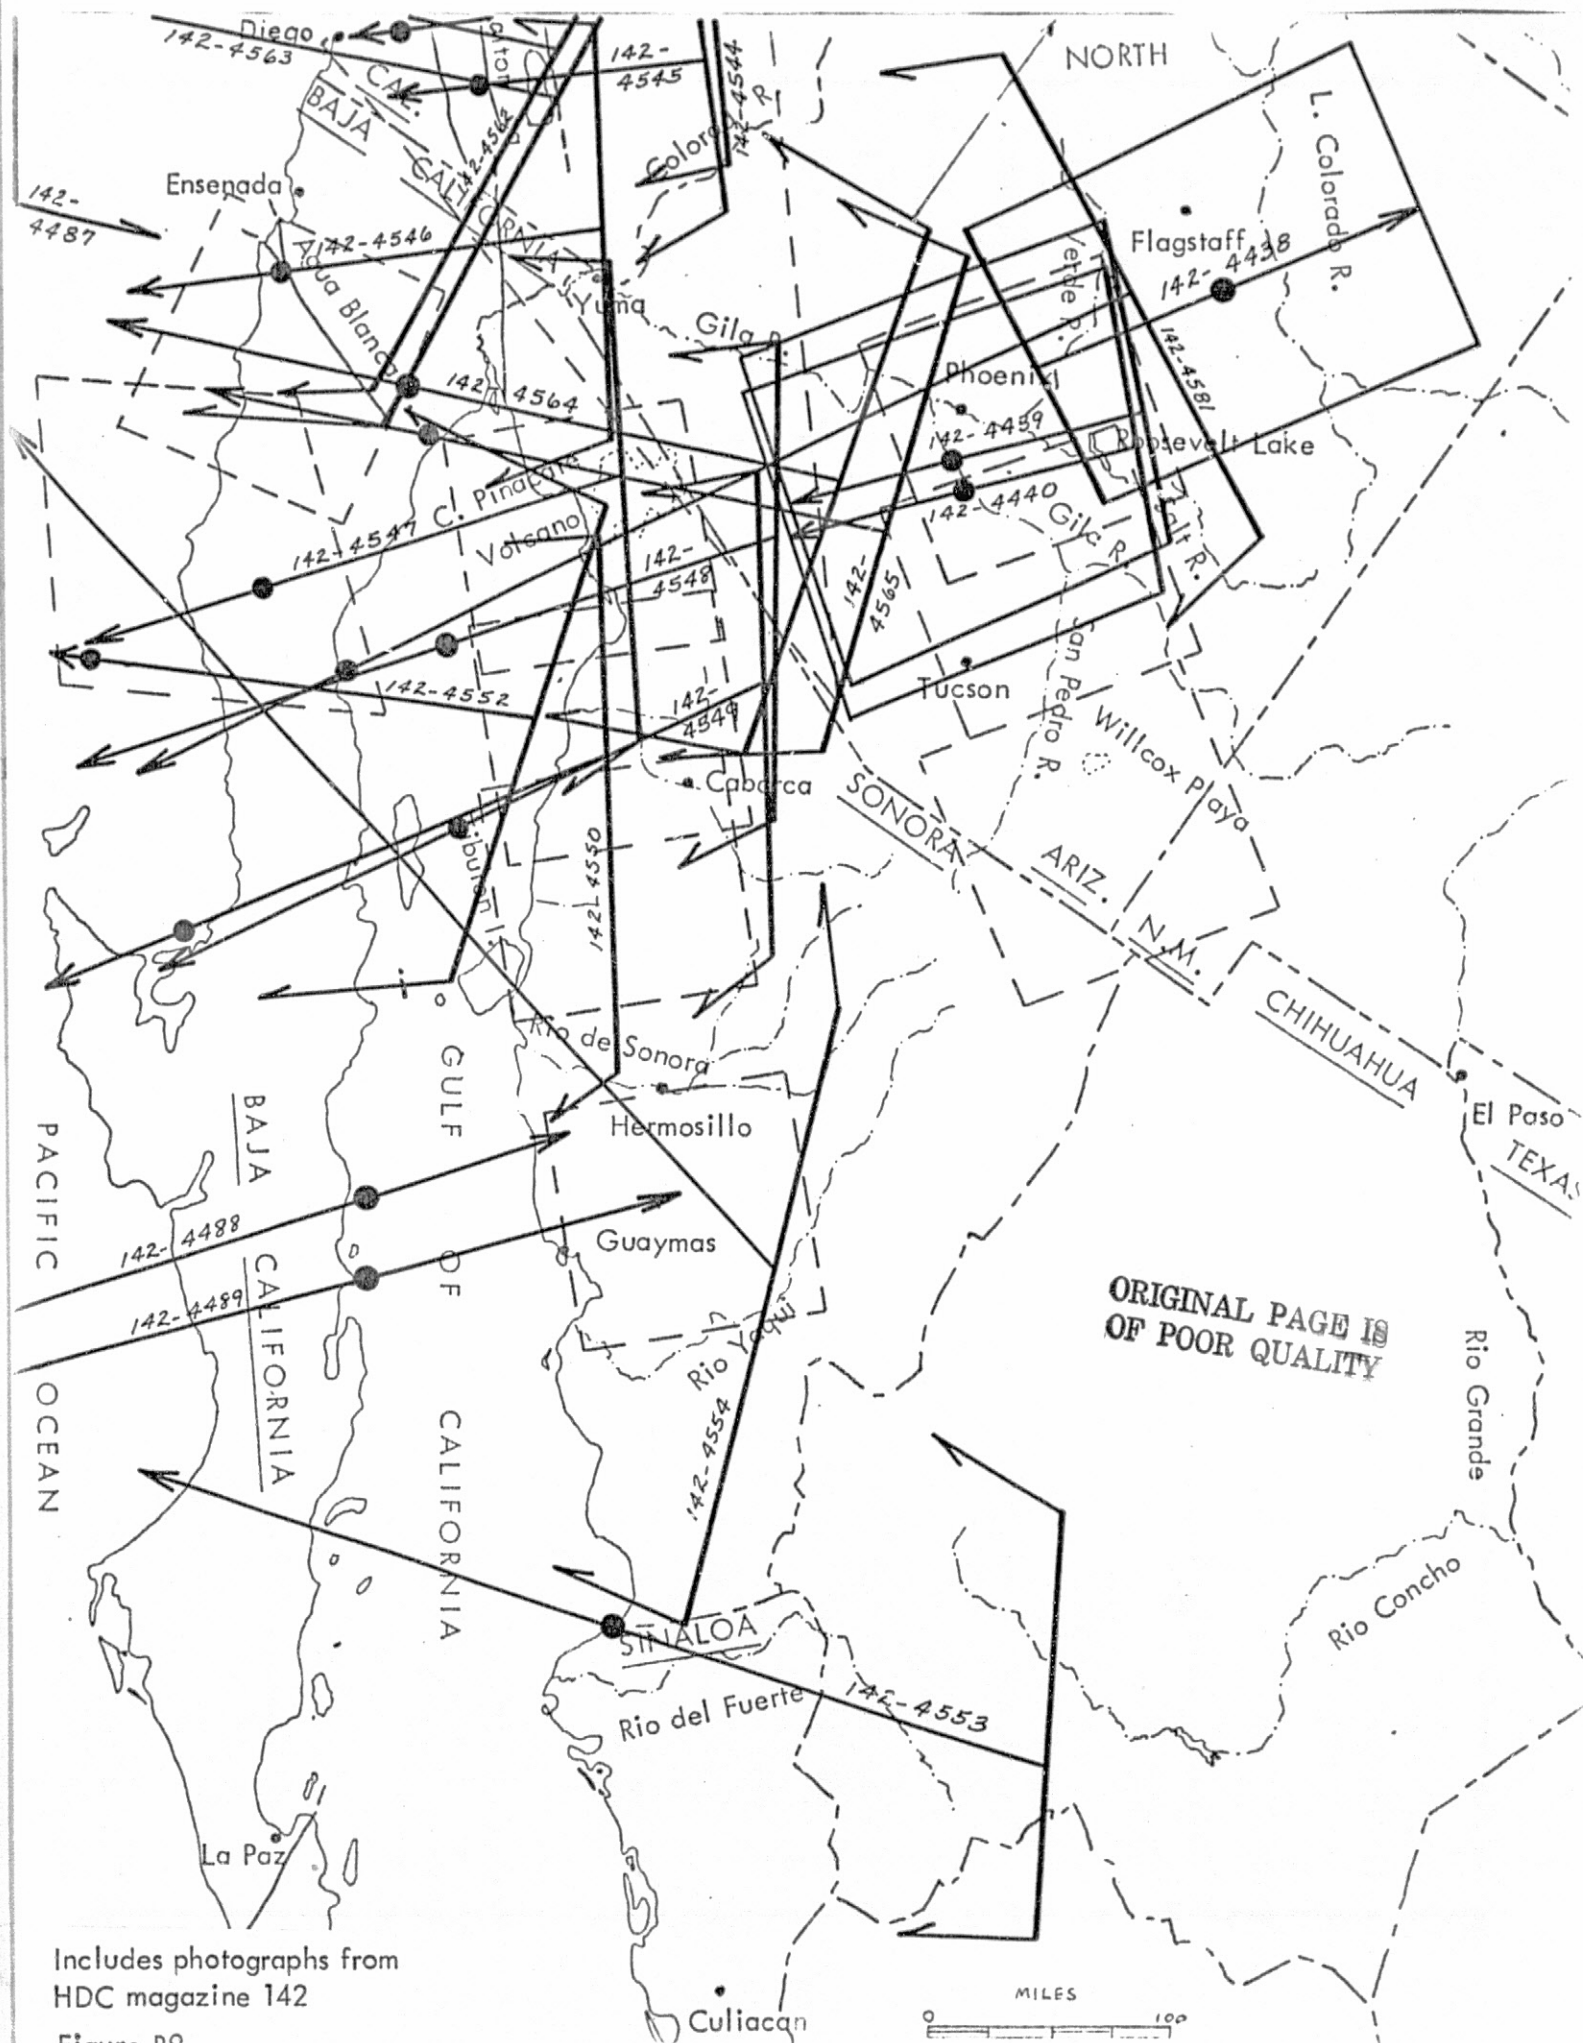 Diego
142-4563
142-
4545
142-4544
NORTH
CAL.
BAJA
CALIFORNIA
142-4562
Colorado R.
L. Colorado R.
Ensenada
142-
4487
142-4546
Agua Blanca
Yuma
Gila R.
Verde R.
Flagstaff
142-4438
142-4581
142-4564
Phoenix
142-4439
Roosevelt Lake
142-4440
C. Pinacate
Volcano
142-4547
142-
4548
142-
4565
Gila R.
Salt R.
142-4552
142-
4549
Tucson
San Pedro R.
Willcox Playa
Caborca
SONORA
ARIZ.
N.M.
CHIHUAHUA
Tiburon I.
142-4550
Rio de Sonora
Hermosillo
El Paso
TEXAS
PACIFIC
OCEAN
BAJA
CALIFORNIA
GULF
OF
CALIFORNIA
142-4488
142-4489
Guaymas
Rio Yaqui
ORIGINAL PAGE IS
OF POOR QUALITY
Rio Grande
142-4554
Rio Concho
SINALOA
142-4553
Rio del Fuerte
La Paz
Culiacan
MILES
0 100
Includes photographs from
HDC magazine 142